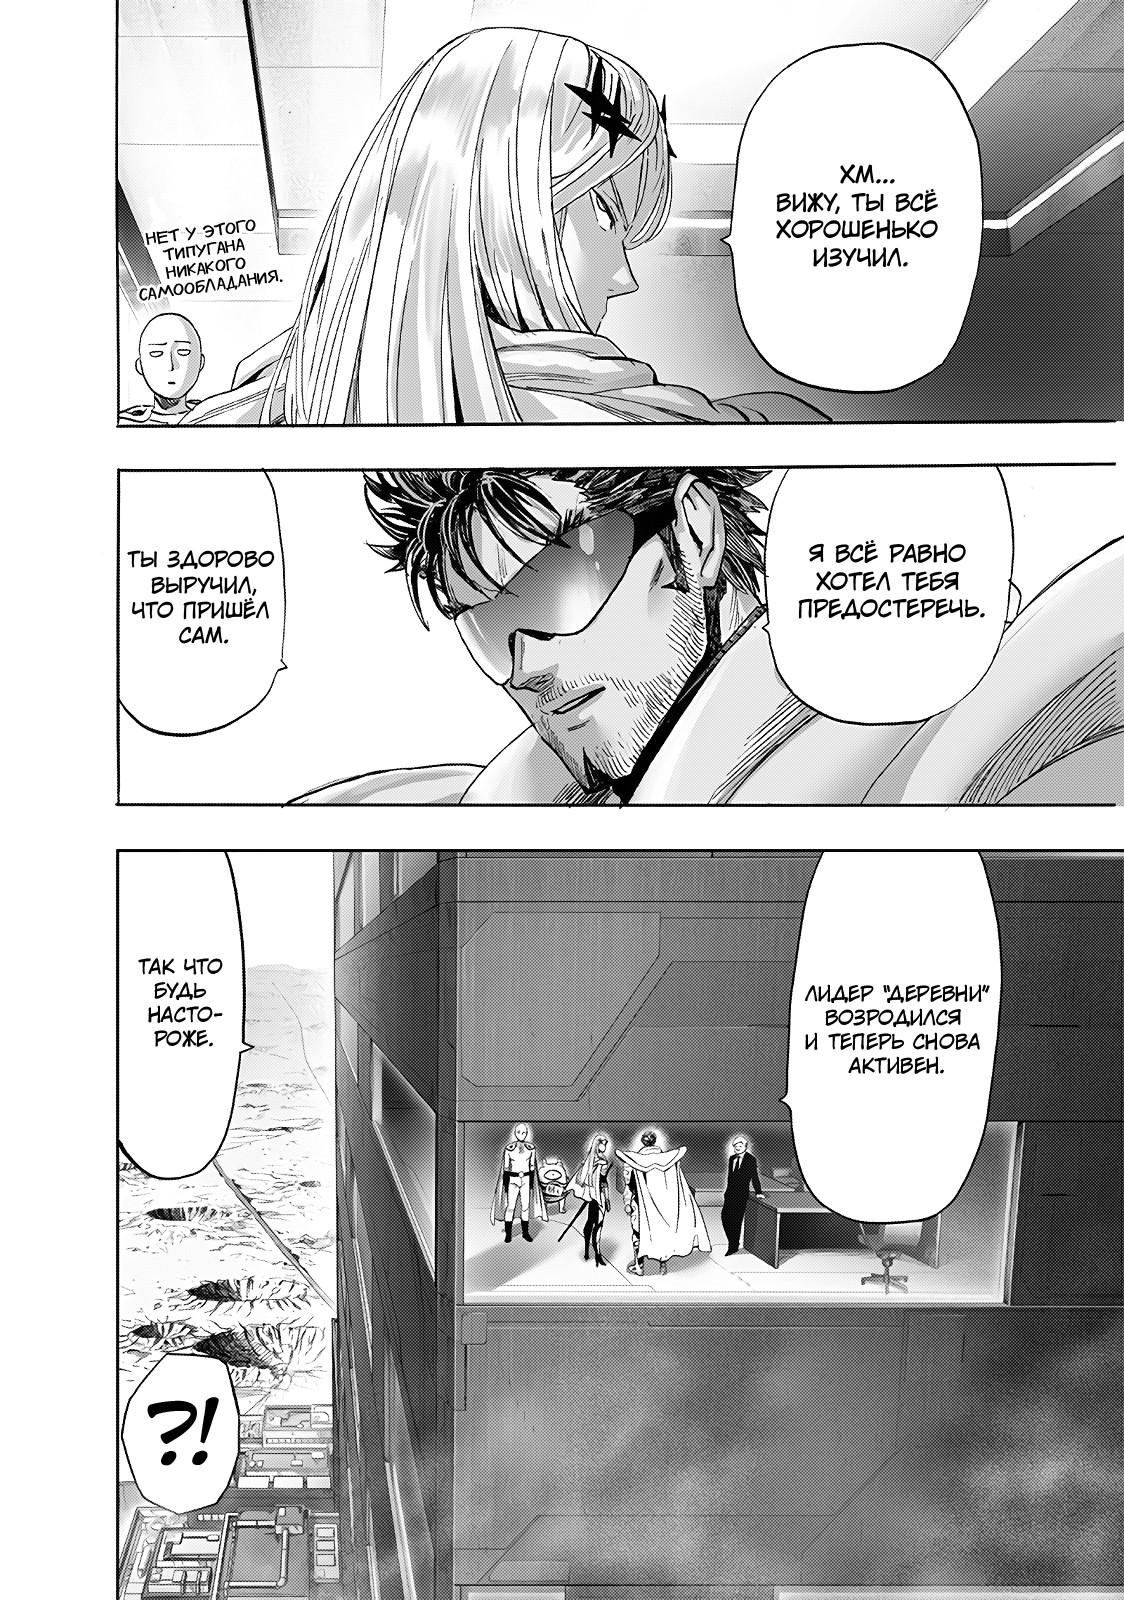 ХМ...
ВИЖУ, ТЫ ВСЁ
ХОРОШЕНЬКО
ИЗУЧИЛ.
НЕТ У ЭТОГО
ТИПУГАНА
НИКАКОГО
САМООБЛАДАНИЯ.
Я ВСЁ РАВНО
ХОТЕЛ ТЕБЯ
ПРЕДОСТЕРЕЧЬ.
ТЫ ЗДОРОВО
ВЫРУЧИЛ,
ЧТО ПРИШЁЛ
САМ.
ЛИДЕР "ДЕРЕВНИ"
ВОЗРОДИЛСЯ
И ТЕПЕРЬ СНОВА
АКТИВЕН.
ТАК ЧТО
БУДЬ
НАСТО-
РОЖЕ.
?!